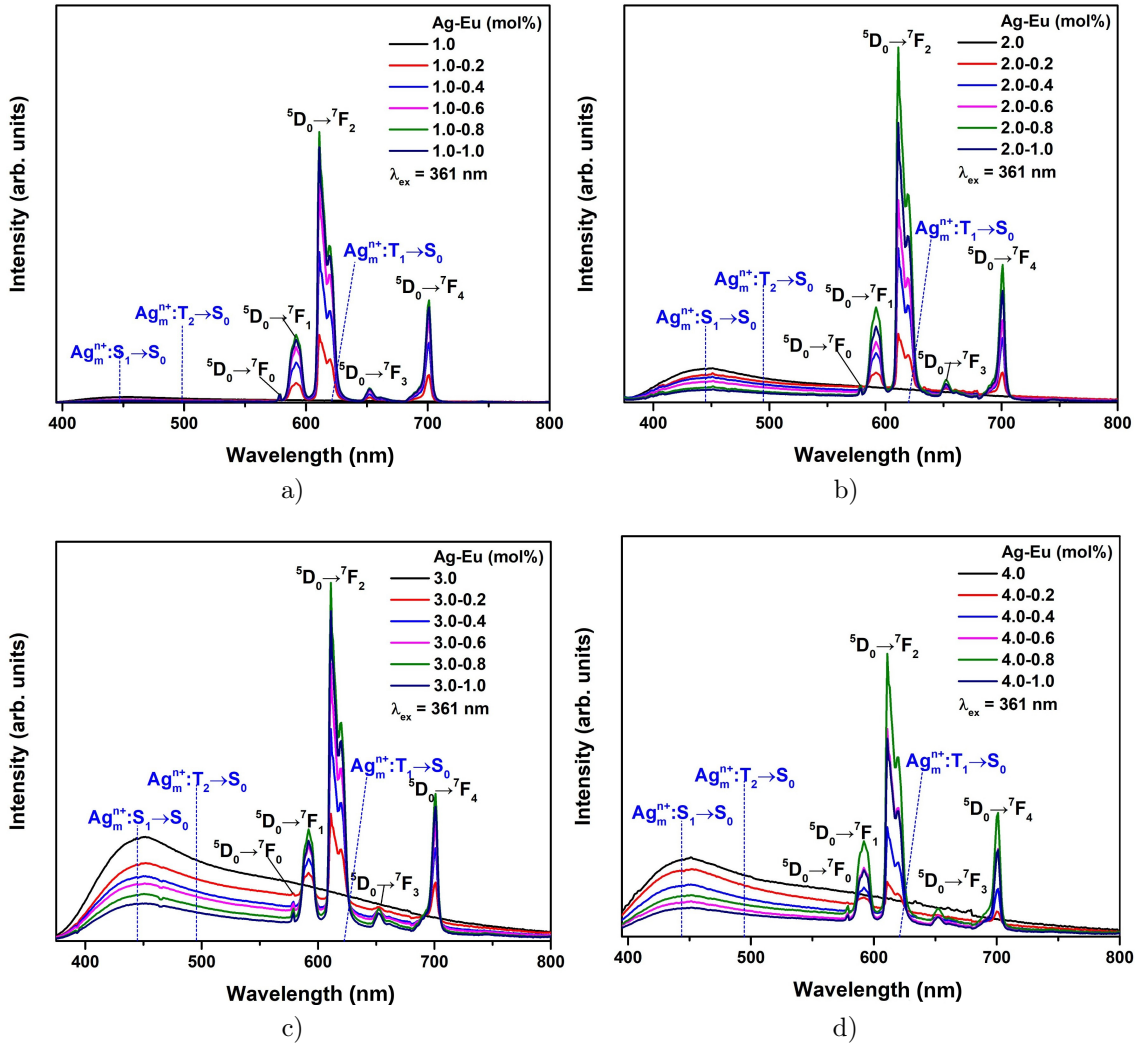 Ag-Eu (mol%)
1.0
1.0-0.2
1.0-0.4
1.0-0.6
1.0-0.8
1.0-1.0
λex = 361 nm
⁵D₀→⁷F₂
Agₘⁿ⁺:T₁→S₀
⁵D₀→⁷F₄
Agₘⁿ⁺:T₂→S₀
⁵D₀→⁷F₁
Agₘⁿ⁺:S₁→S₀
⁵D₀→⁷F₀
⁵D₀→⁷F₃
Intensity (arb. units)
400 500 600 700 800
Wavelength (nm)
a)
Ag-Eu (mol%)
2.0
2.0-0.2
2.0-0.4
2.0-0.6
2.0-0.8
2.0-1.0
λex = 361 nm
⁵D₀→⁷F₂
Agₘⁿ⁺:T₁→S₀
⁵D₀→⁷F₄
Agₘⁿ⁺:T₂→S₀
⁵D₀→⁷F₁
Agₘⁿ⁺:S₁→S₀
⁵D₀→⁷F₀
⁵D₀→⁷F₃
Intensity (arb. units)
400 500 600 700 800
Wavelength (nm)
b)
Ag-Eu (mol%)
3.0
3.0-0.2
3.0-0.4
3.0-0.6
3.0-0.8
3.0-1.0
λex = 361 nm
⁵D₀→⁷F₂
Agₘⁿ⁺:T₁→S₀
Agₘⁿ⁺:T₂→S₀
⁵D₀→⁷F₄
Agₘⁿ⁺:S₁→S₀
⁵D₀→⁷F₁
⁵D₀→⁷F₀
⁵D₀→⁷F₃
Intensity (arb. units)
400 500 600 700 800
Wavelength (nm)
c)
Ag-Eu (mol%)
4.0
4.0-0.2
4.0-0.4
4.0-0.6
4.0-0.8
4.0-1.0
λex = 361 nm
⁵D₀→⁷F₂
Agₘⁿ⁺:T₁→S₀
Agₘⁿ⁺:T₂→S₀
⁵D₀→⁷F₄
Agₘⁿ⁺:S₁→S₀
⁵D₀→⁷F₁
⁵D₀→⁷F₀
⁵D₀→⁷F₃
Intensity (arb. units)
400 500 600 700 800
Wavelength (nm)
d)